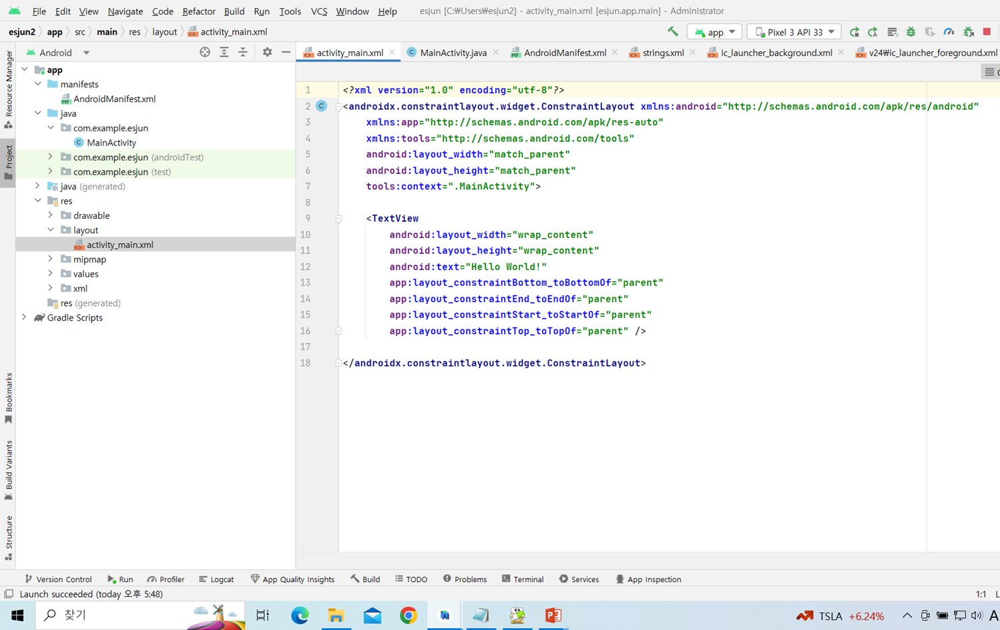 File Edit View Navigate Code Refactor Build Run Tools VCS Window Help esjun [C:₩Users₩esjun2] - activity_main.xml [esjun.app.main] - Administrator
esjun2 app src main res layout activity_main.xml app Pixel 3 API 33
Android
activity_main.xml MainActivity.java AndroidManifest.xml strings.xml ic_launcher_background.xml v24₩ic_launcher_foreground.xml
Resource Manager
Project
Bookmarks
Build Variants
Structure
app
manifests
AndroidManifest.xml
java
com.example.esjun
MainActivity
com.example.esjun (androidTest)
com.example.esjun (test)
java (generated)
res
drawable
layout
activity_main.xml
mipmap
values
xml
res (generated)
Gradle Scripts
1 <?xml version="1.0" encoding="utf-8"?>
2 <androidx.constraintlayout.widget.ConstraintLayout xmlns:android="http://schemas.android.com/apk/res/android"
3 xmlns:app="http://schemas.android.com/apk/res-auto"
4 xmlns:tools="http://schemas.android.com/tools"
5 android:layout_width="match_parent"
6 android:layout_height="match_parent"
7 tools:context=".MainActivity">
8
9 <TextView
10 android:layout_width="wrap_content"
11 android:layout_height="wrap_content"
12 android:text="Hello World!"
13 app:layout_constraintBottom_toBottomOf="parent"
14 app:layout_constraintEnd_toEndOf="parent"
15 app:layout_constraintStart_toStartOf="parent"
16 app:layout_constraintTop_toTopOf="parent" />
17
18 </androidx.constraintlayout.widget.ConstraintLayout>
Version Control Run Profiler Logcat App Quality Insights Build TODO Problems Terminal Services App Inspection
Launch succeeded (today 오후 5:48) 1:1 L
찾기 TSLA +6.24% A